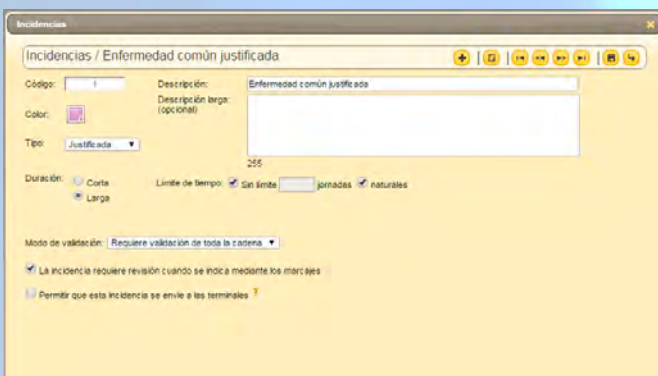 Incidencias
Incidencias / Enfermedad común justificada
Código: 1 Descripción: Enfermedad común justificada
Descripción larga:
(opcional)
Color:
Tipo: Justificada
255
Duración: Corta Límite de tiempo: Sin límite jornadas naturales
Larga
Modo de validación: Requiere validación de toda la cadena
La incidencia requiere revisión cuando se indica mediante los marcajes
Permitir que esta incidencia se envíe a las terminales ?